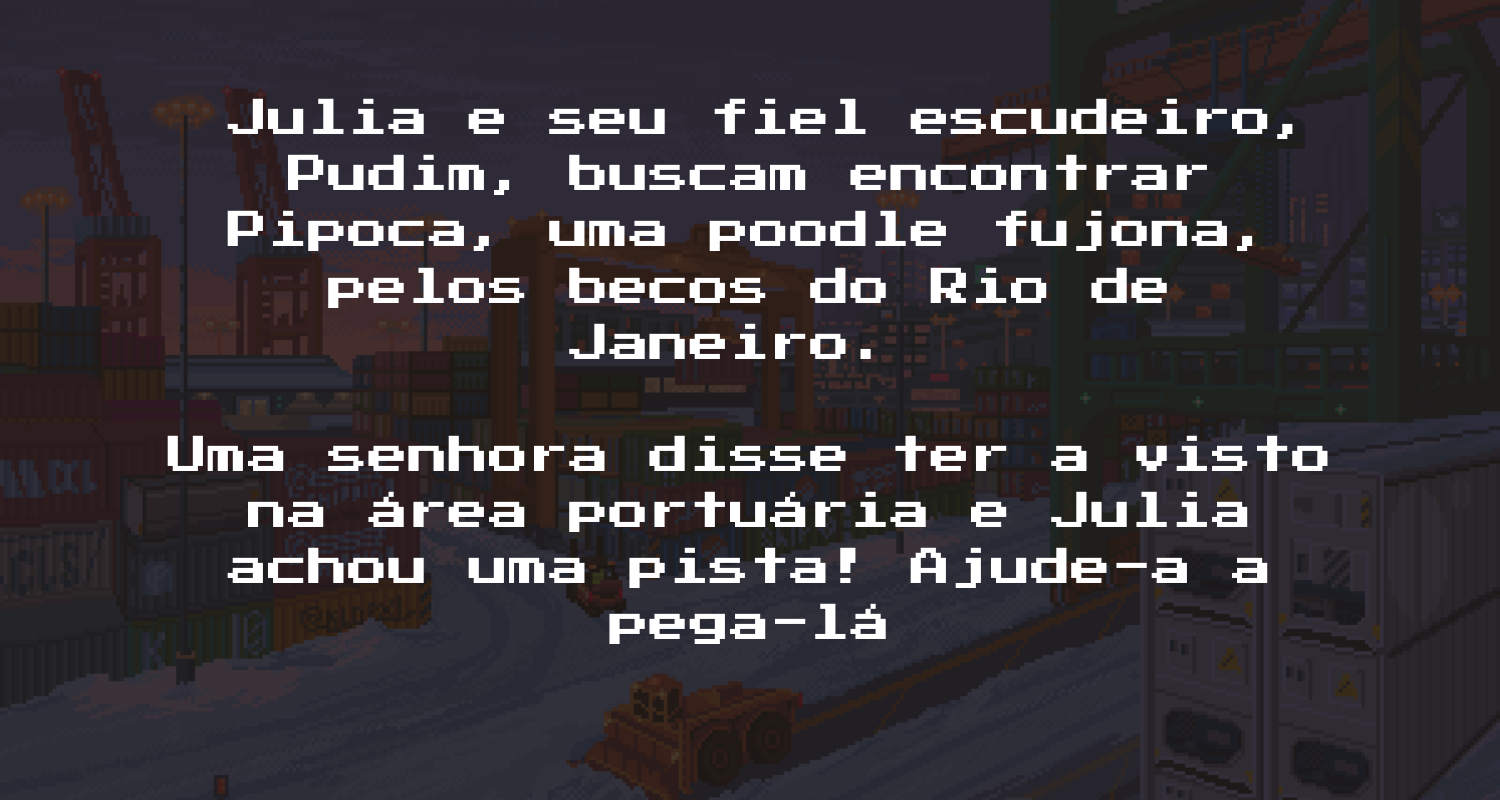 Julia e seu fiel escudeiro,
Pudim, buscam encontrar
Pipoca, uma poodle fujona,
pelos becos do Rio de
Janeiro.
Uma senhora disse ter a visto
na área portuária e Julia
achou uma pista! Ajude-a a
pega-lá